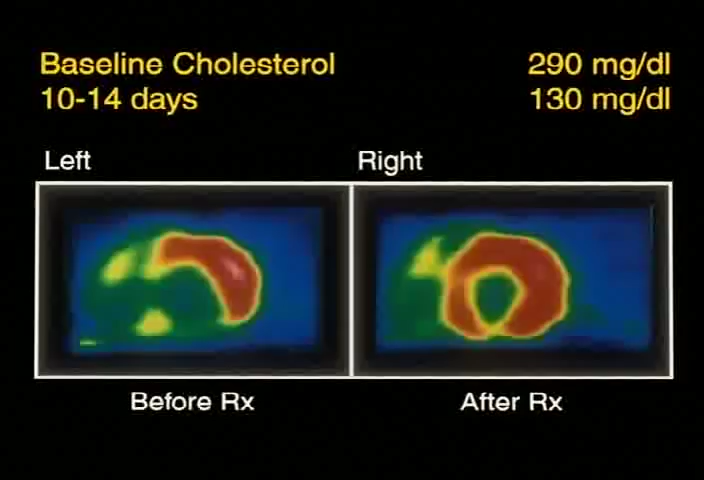 Baseline Cholesterol 290 mg/dl
10-14 days 130 mg/dl
Left Right
Before Rx After Rx